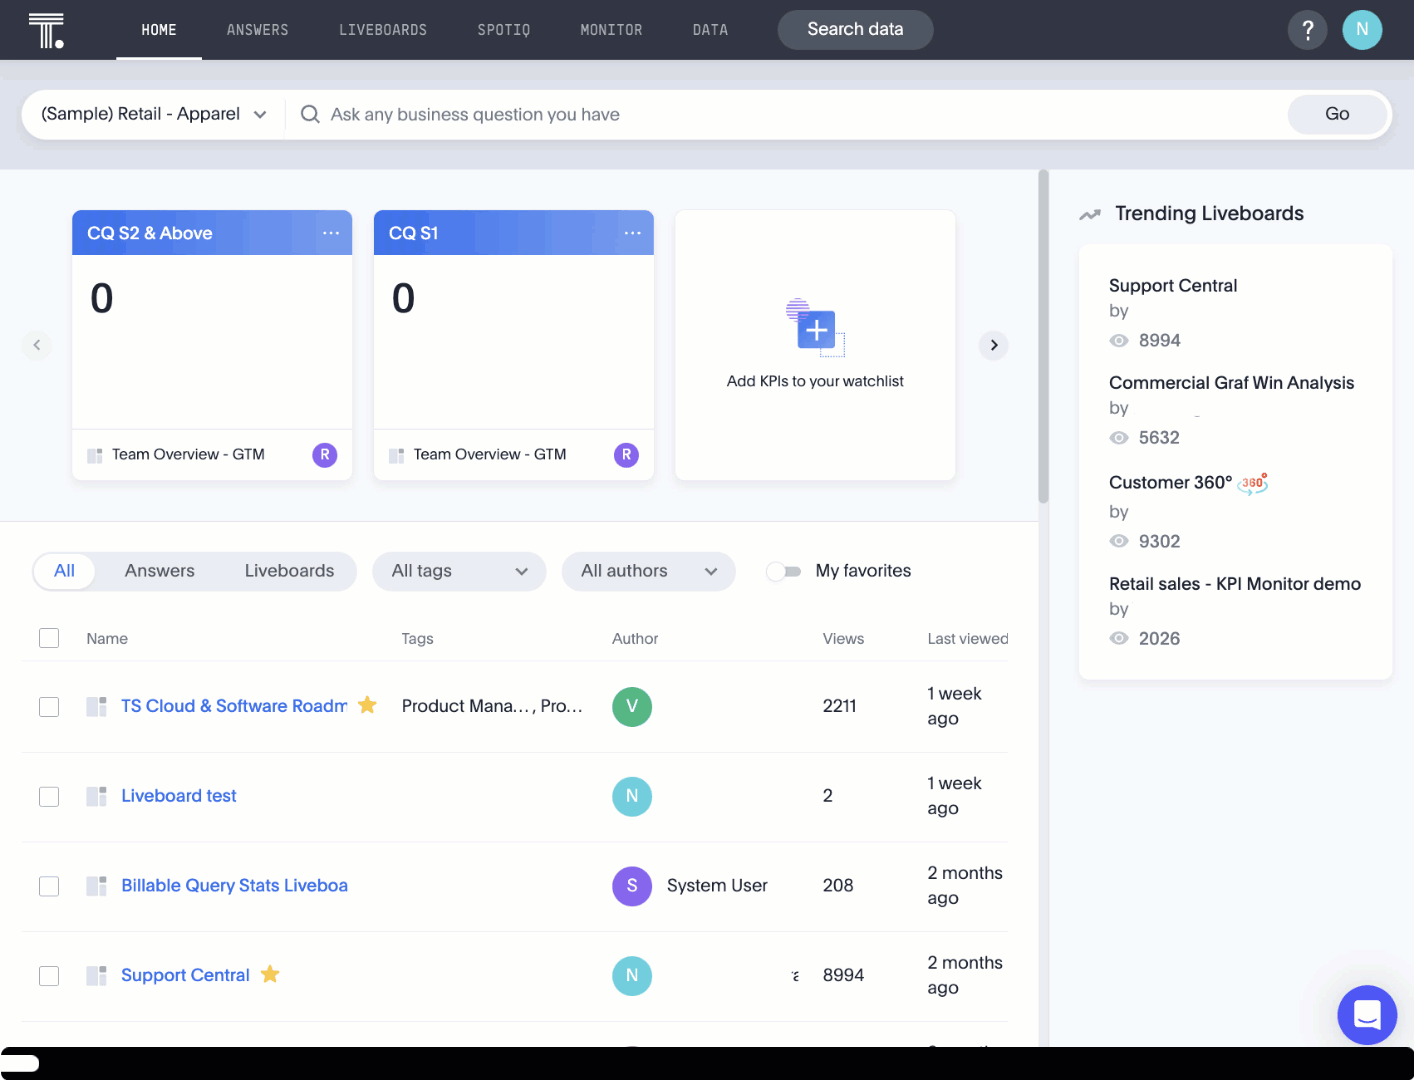 T.
HOME ANSWERS LIVEBOARDS SPOTIQ MONITOR DATA Search data ? N
(Sample) Retail - Apparel Ask any business question you have Go
CQ S2 & Above ...
0
Team Overview - GTM R
CQ S1 ...
0
Team Overview - GTM R
Add KPIs to your watchlist
Trending Liveboards
Support Central
by
8994
Commercial Graf Win Analysis
by
5632
Customer 360° 360°
by
9302
Retail sales - KPI Monitor demo
by
2026
All Answers Liveboards All tags All authors My favorites
Name Tags Author Views Last viewed
TS Cloud & Software Roadm Product Mana... , Pro... V 2211 1 week
ago
Liveboard test N 2 1 week
ago
Billable Query Stats Liveboa S System User 208 2 months
ago
Support Central N 8994 2 months
ago